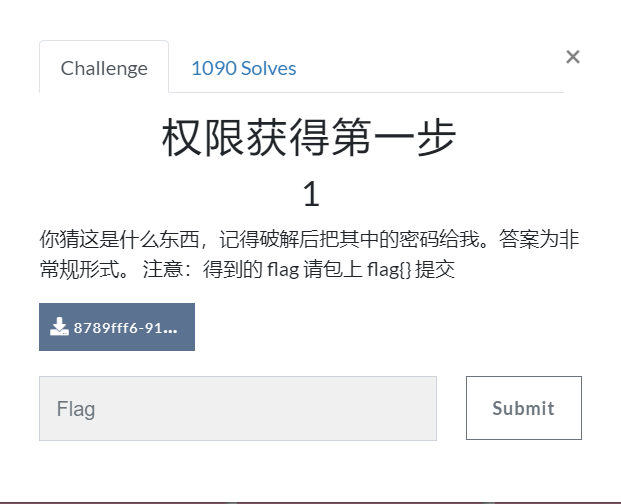 Challenge
1090 Solves
×
权限获得第一步
1
你猜这是什么东西，记得破解后把其中的密码给我。答案为非
常规形式。 注意：得到的 flag 请包上 flag{} 提交
8789fff6-91...
Flag
Submit